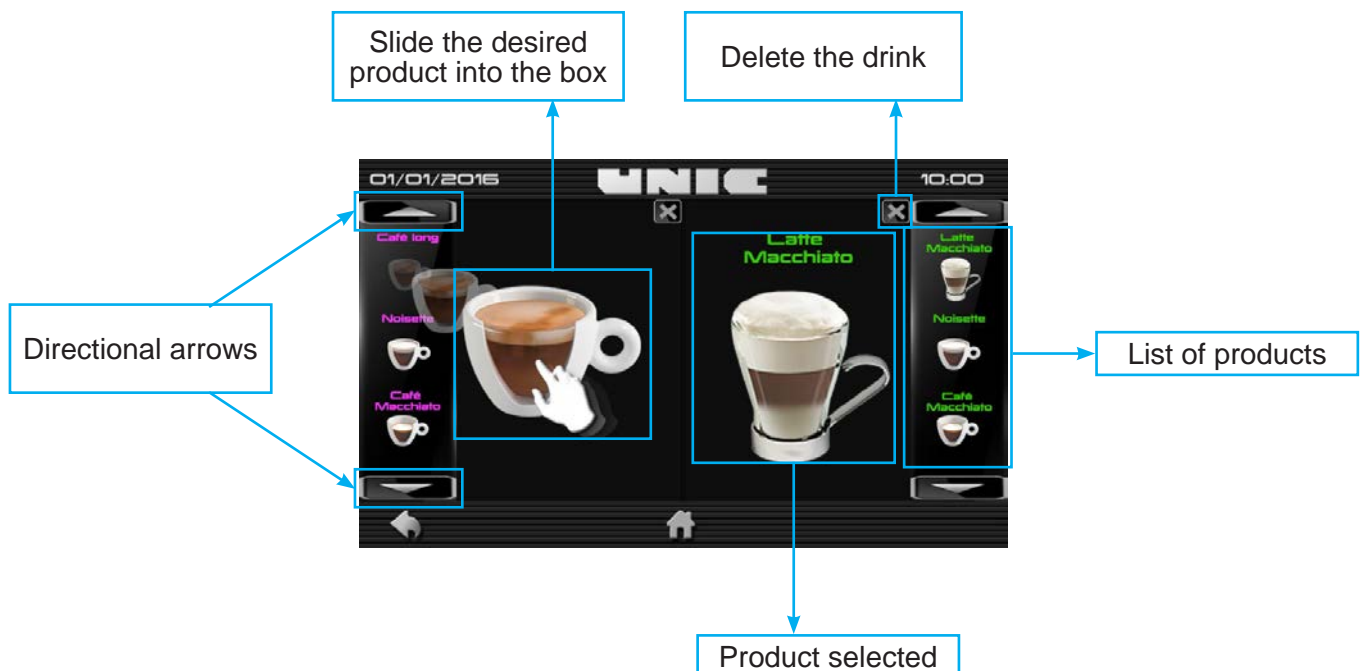 Slide the desired
product into the box
Delete the drink
01/01/2016
UNIC
10:00
Café long
Latte
Macchiato
Latte
Macchiato
Noisette
Noisette
Directional arrows
List of products
Café
Macchiato
Café
Macchiato
Product selected